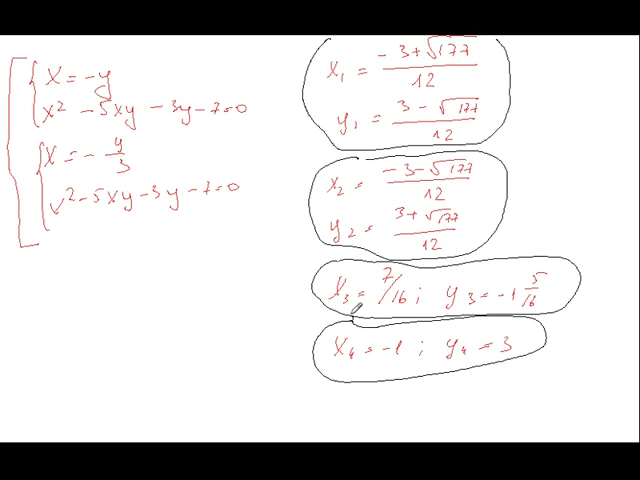 x = -y
x² - 5xy - 3y - 7 = 0
x = - y/3
x² - 5xy - 3y - 7 = 0
x₁ = (-3 + √177)/12
y₁ = (3 - √177)/12
x₂ = (-3 - √177)/12
y₂ = (3 + √177)/12
x₃ = 7/16 ; y₃ = -1 5/16
x₄ = -1 ; y₄ = 3